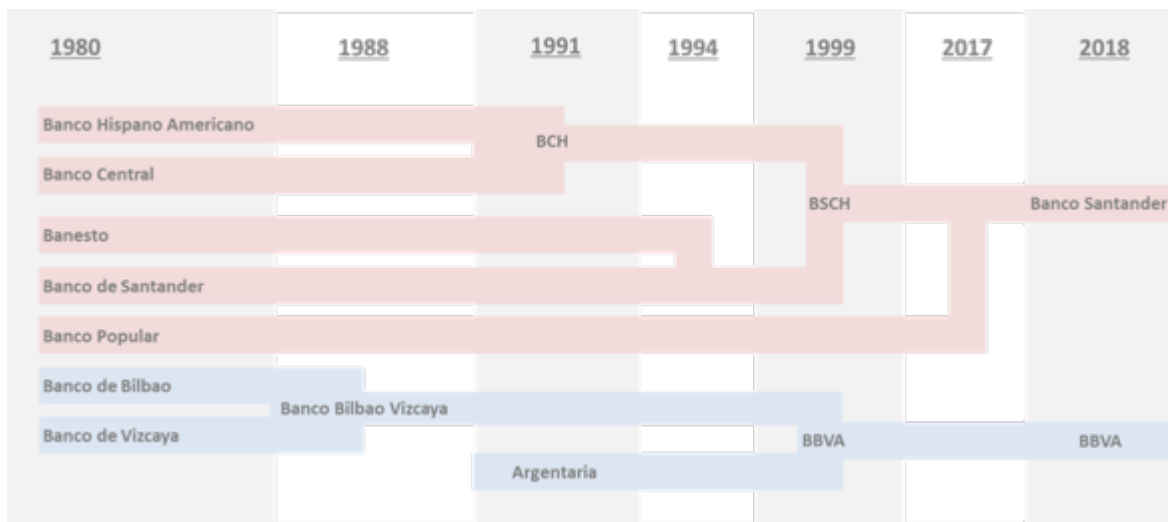 1980 1988 1991 1994 1999 2017 2018
Banco Hispano Americano
BCH
Banco Central
BSCH Banco Santander
Banesto
Banco de Santander
Banco Popular
Banco de Bilbao
Banco Bilbao Vizcaya
Banco de Vizcaya
BBVA BBVA
Argentaria